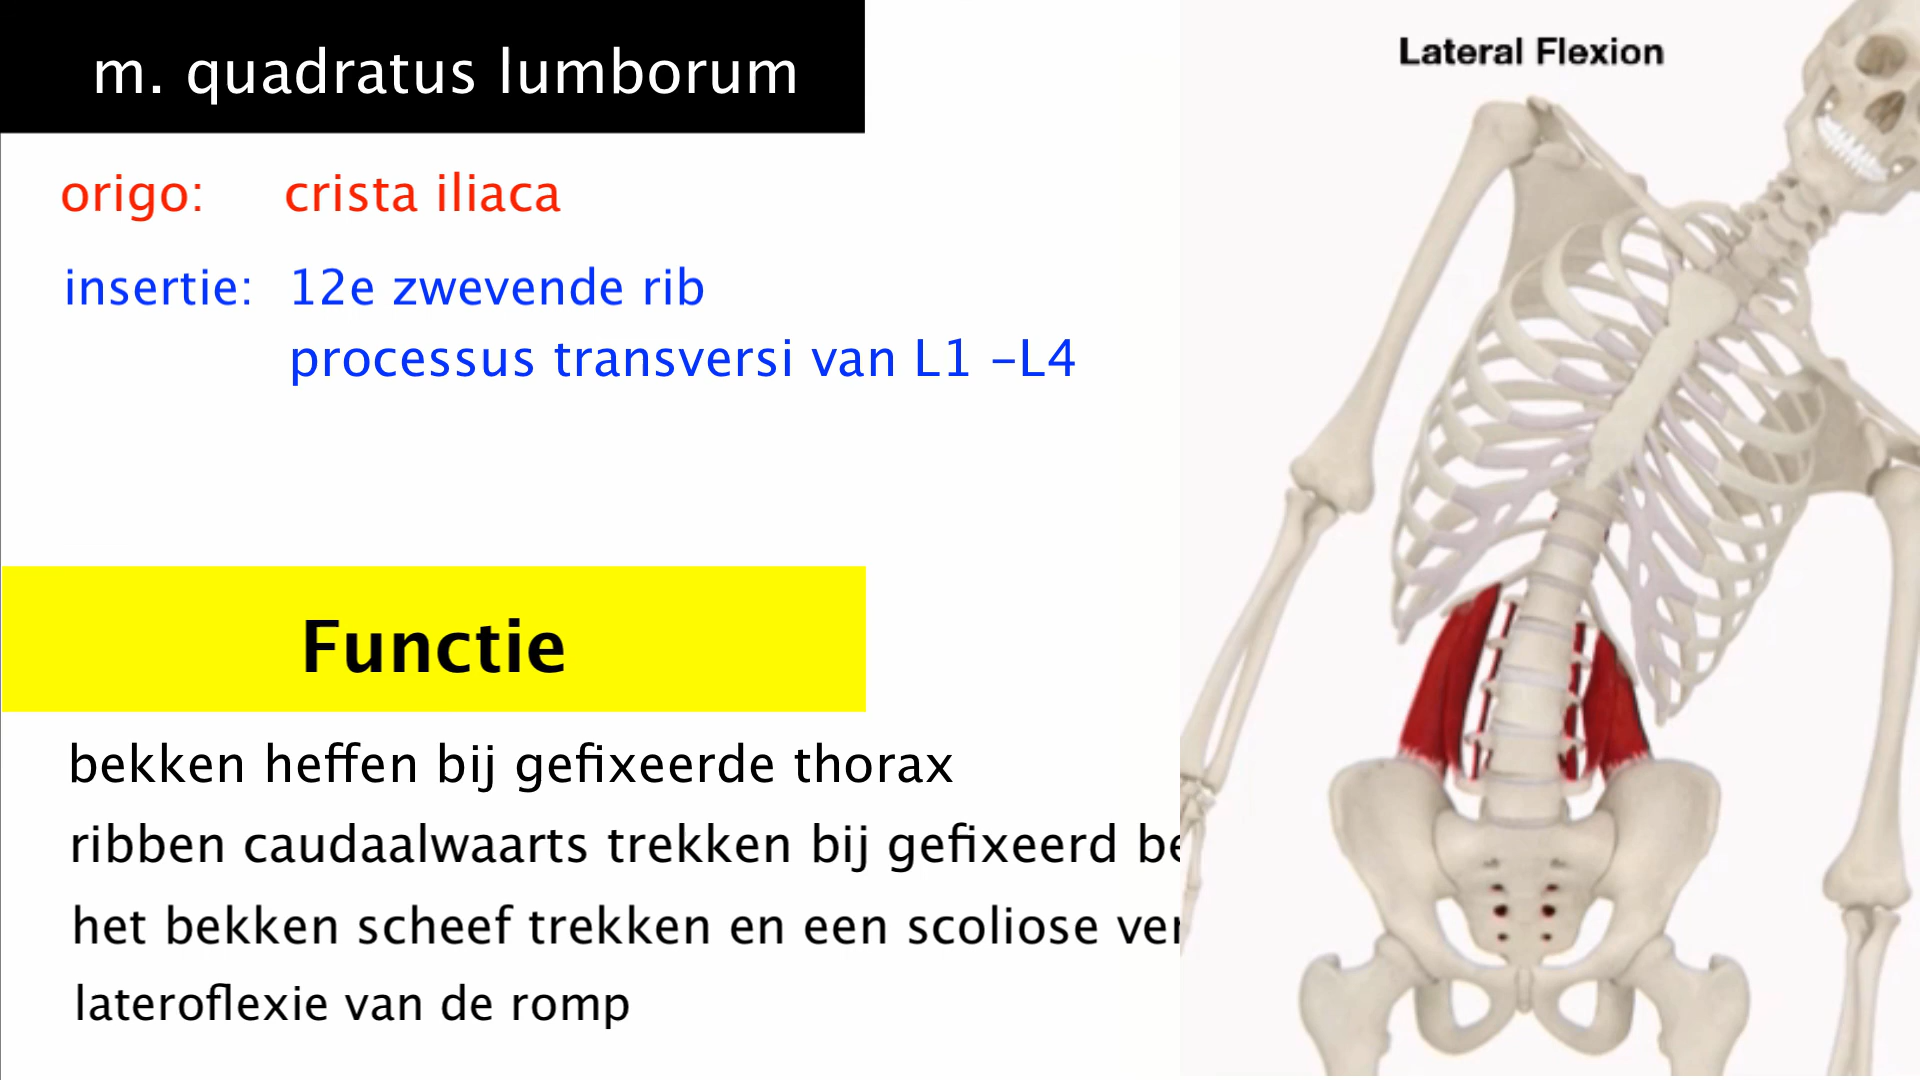 m. quadratus lumborum
Lateral Flexion
origo: crista iliaca
insertie: 12e zwevende rib
processus transversi van L1 –L4
Functie
bekken heffen bij gefixeerde thorax
ribben caudaalwaarts trekken bij gefixeerd
het bekken scheef trekken en een scoliose
lateroflexie van de romp